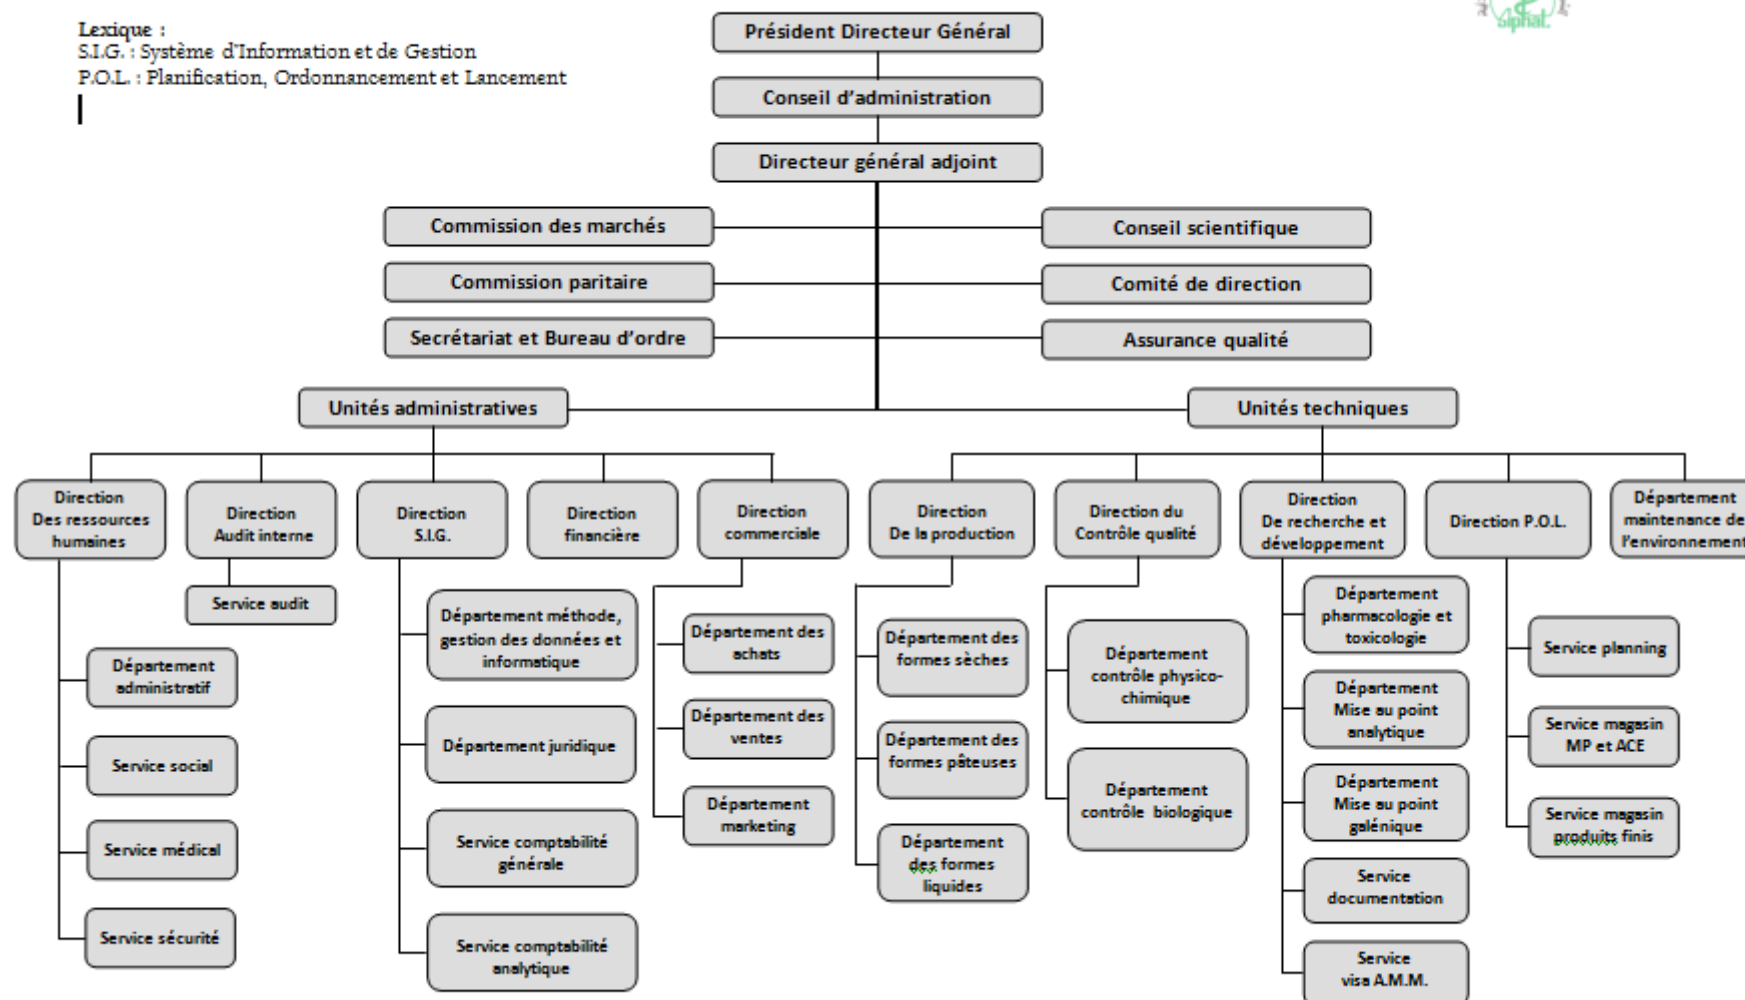 Lexique :
S.I.G. : Système d'Information et de Gestion
P.O.L. : Planification, Ordonnancement et Lancement
siphat.
Président Directeur Général
Conseil d'administration
Directeur général adjoint
Commission des marchés
Conseil scientifique
Commission paritaire
Comité de direction
Secrétariat et Bureau d'ordre
Assurance qualité
Unités administratives
Unités techniques
Direction
Des ressources
humaines
Direction
Audit interne
Direction
S.I.G.
Direction
financière
Direction
commerciale
Direction
De la production
Direction du
Contrôle qualité
Direction
De recherche et
développement
Direction P.O.L.
Département
maintenance de
l'environnement
Département
administratif
Service social
Service médical
Service sécurité
Service audit
Département méthode,
gestion des données et
informatique
Département juridique
Service comptabilité
générale
Service comptabilité
analytique
Département des
achats
Département des
ventes
Département
marketing
Département des
formes sèches
Département des
formes pâteuses
Département
des formes
liquides
Département
contrôle physico-
chimique
Département
contrôle biologique
Département
pharmacologie et
toxicologie
Département
Mise au point
analytique
Département
Mise au point
galénique
Service
documentation
Service
visa A.M.M.
Service planning
Service magasin
MP et ACE
Service magasin
produits finis